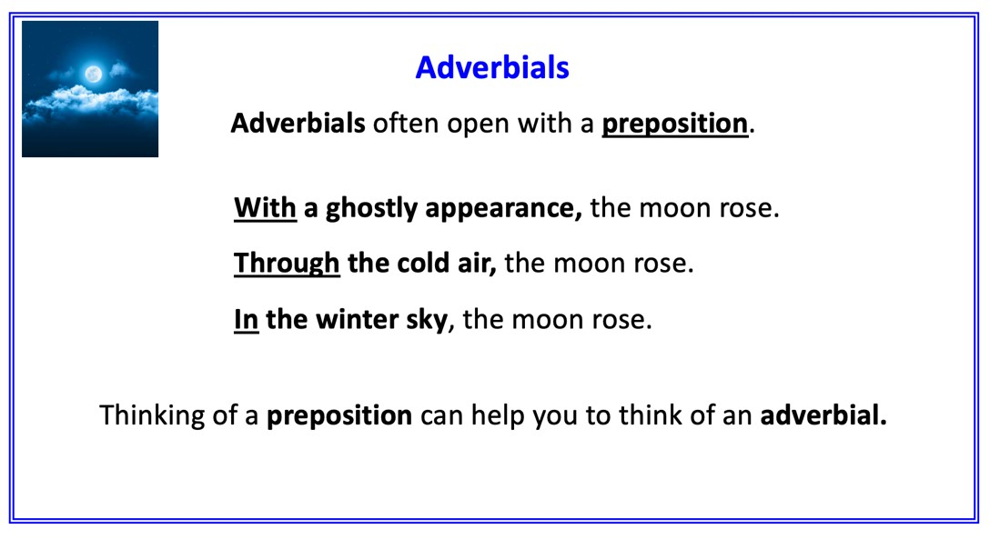 Adverbials
Adverbials often open with a preposition.
With a ghostly appearance, the moon rose.
Through the cold air, the moon rose.
In the winter sky, the moon rose.
Thinking of a preposition can help you to think of an adverbial.